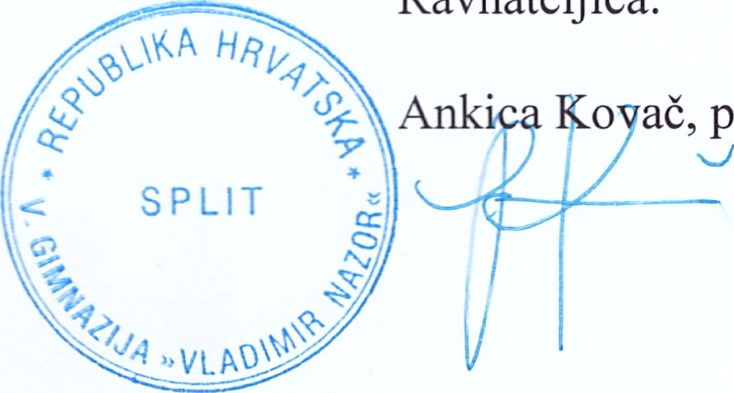 Ravnateljica:
Ankica Kovač, p
* REPUBLIKA HRVATSKA *
SPLIT
V. GIMNAZIJA »VLADIMIR NAZOR«